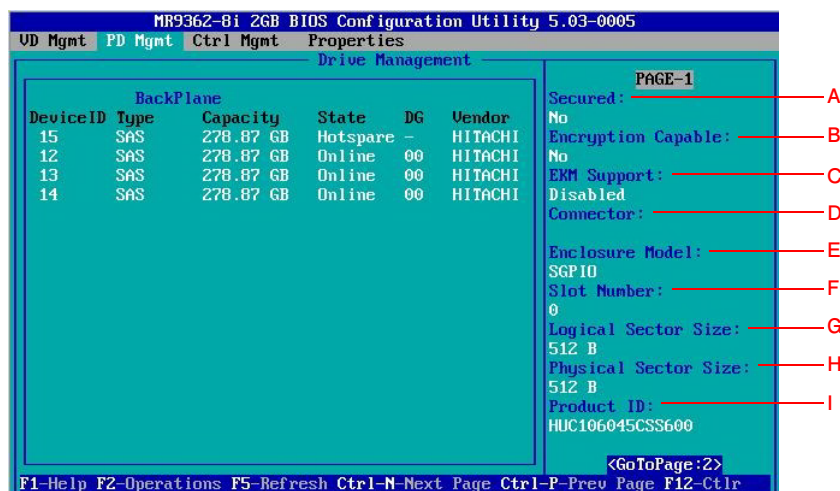 MR9362-8i 2GB BIOS Configuration Utility 5.03-0005
VD Mgmt PD Mgmt Ctrl Mgmt Properties
Drive Management
BackPlane
DeviceID Type Capacity State DG Vendor
15 SAS 278.87 GB Hotspare - HITACHI
12 SAS 278.87 GB Online 00 HITACHI
13 SAS 278.87 GB Online 00 HITACHI
14 SAS 278.87 GB Online 00 HITACHI
PAGE-1
Secured: A
No
Encryption Capable: B
No
EKM Support: C
Disabled
Connector: D
Enclosure Model: E
SGPIO
Slot Number: F
0
Logical Sector Size: G
512 B
Physical Sector Size: H
512 B
Product ID: I
HUC106045CSS600
<GoToPage:2>
F1-Help F2-Operations F5-Refresh Ctrl-N-Next Page Ctrl-P-Prev Page F12-Ctlr